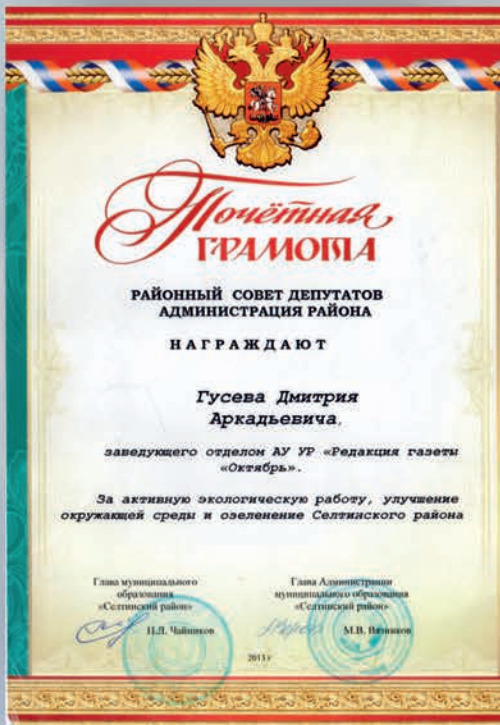 Почётная
ГРАМОТА
РАЙОННЫЙ СОВЕТ ДЕПУТАТОВ
АДМИНИСТРАЦИЯ РАЙОНА
НАГРАЖДАЮТ
Гусева Дмитрия
Аркадьевича,
заведующего отделом АУ УР «Редакция газеты
«Октябрь».
За активную экологическую работу, улучшение
окружающей среды и озеленение Селтинского района
Глава муниципального
образования
«Селтинский район»
П.Л. Чайников
Глава Администрации
муниципального образования
«Селтинский район»
М.В. Вязников
2013 г